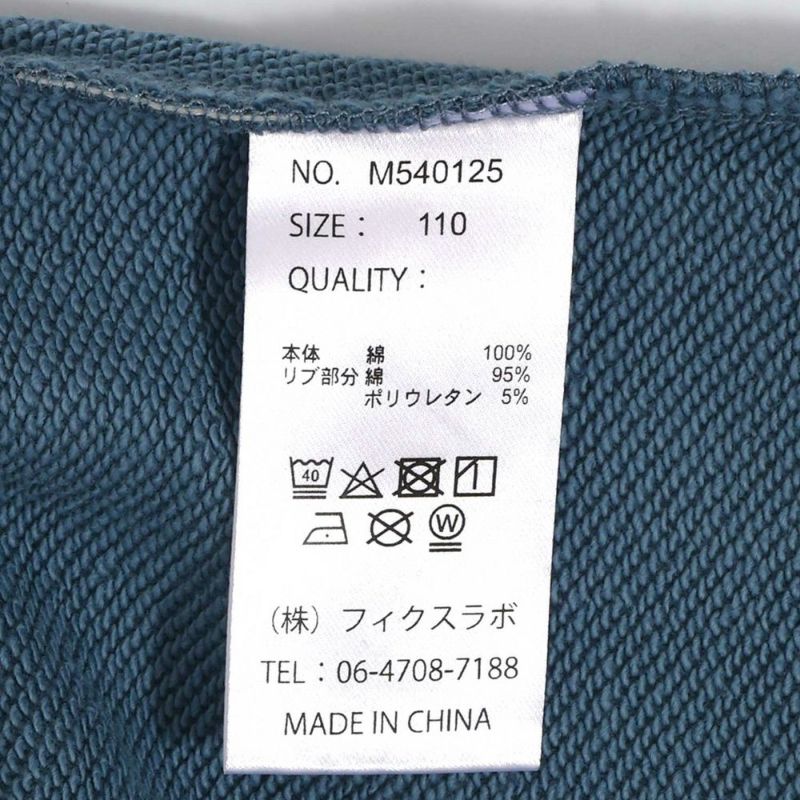 NO. M540125
SIZE： 110
QUALITY：
本体 綿 100%
リブ部分 綿 95%
ポリウレタン 5%
40
W
（株）フィクスラボ
TEL：06-4708-7188
MADE IN CHINA